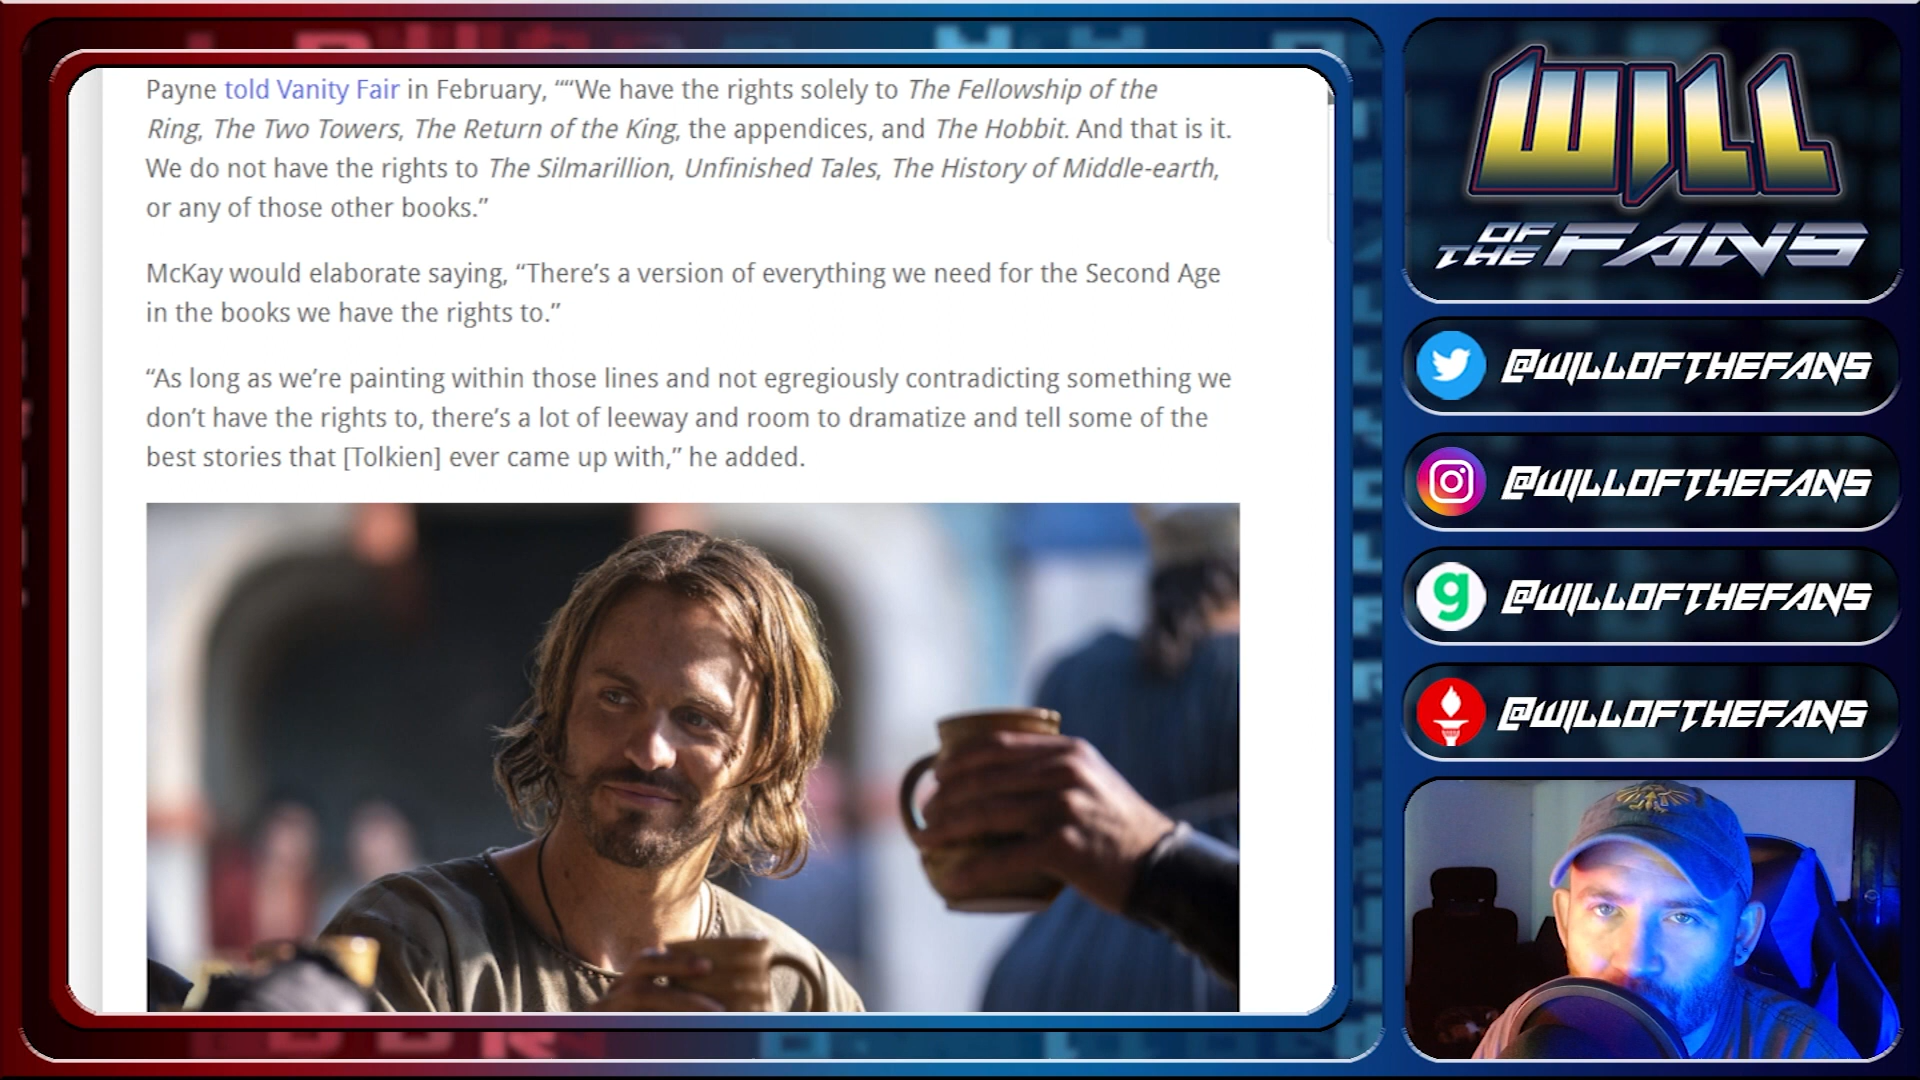 Payne told Vanity Fair in February, ““We have the rights solely to The Fellowship of the
Ring, The Two Towers, The Return of the King, the appendices, and The Hobbit. And that is it.
We do not have the rights to The Silmarillion, Unfinished Tales, The History of Middle-earth,
or any of those other books.”
McKay would elaborate saying, “There’s a version of everything we need for the Second Age
in the books we have the rights to.”
“As long as we’re painting within those lines and not egregiously contradicting something we
don’t have the rights to, there’s a lot of leeway and room to dramatize and tell some of the
best stories that [Tolkien] ever came up with,” he added.
WILL
OF
THE FANS
@WILLOFTHEFANS
@WILLOFTHEFANS
g @WILLOFTHEFANS
@WILLOFTHEFANS